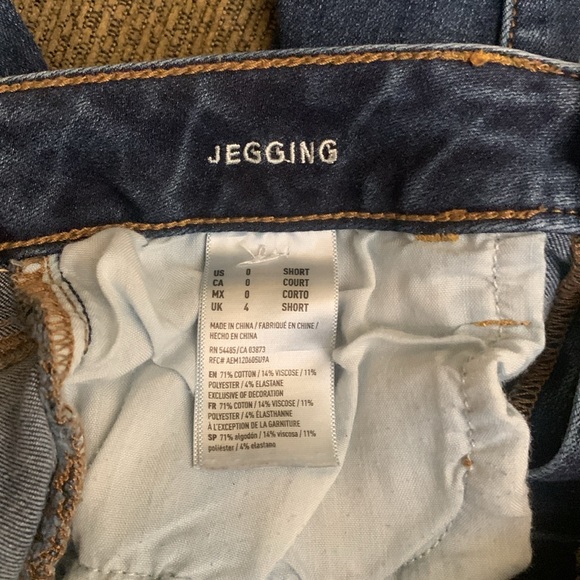 JEGGING
US 0 SHORT
CA 0 COURT
MX 0 CORTO
UK 4 SHORT
MADE IN CHINA / FABRIQUÉ EN CHINE /
HECHO EN CHINA
RN 54485/CA 03873
RFC# AEM120605U9A
EN 71% COTTON / 14% VISCOSE / 11%
POLYESTER / 4% ELASTANE
EXCLUSIVE OF DECORATION
FR 71% COTON / 14% VISCOSE / 11%
POLYESTER / 4% ÉLASTHANNE
À L'EXCEPTION DE LA GARNITURE
SP 71% algodón / 14% viscosa / 11%
poliéster / 4% elastano